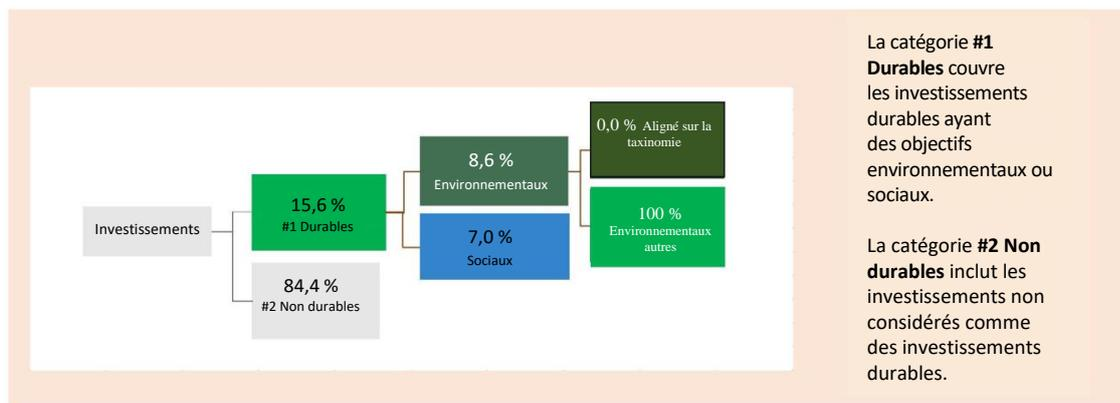 Investissements
15,6 %
#1 Durables
84,4 %
#2 Non durables
8,6 %
Environnementaux
7,0 %
Sociaux
0,0 % Aligné sur la
taxinomie
100 %
Environnementaux
autres
La catégorie #1
Durables couvre
les investissements
durables ayant
des objectifs
environnementaux ou
sociaux.
La catégorie #2 Non
durables inclut les
investissements non
considérés comme
des investissements
durables.